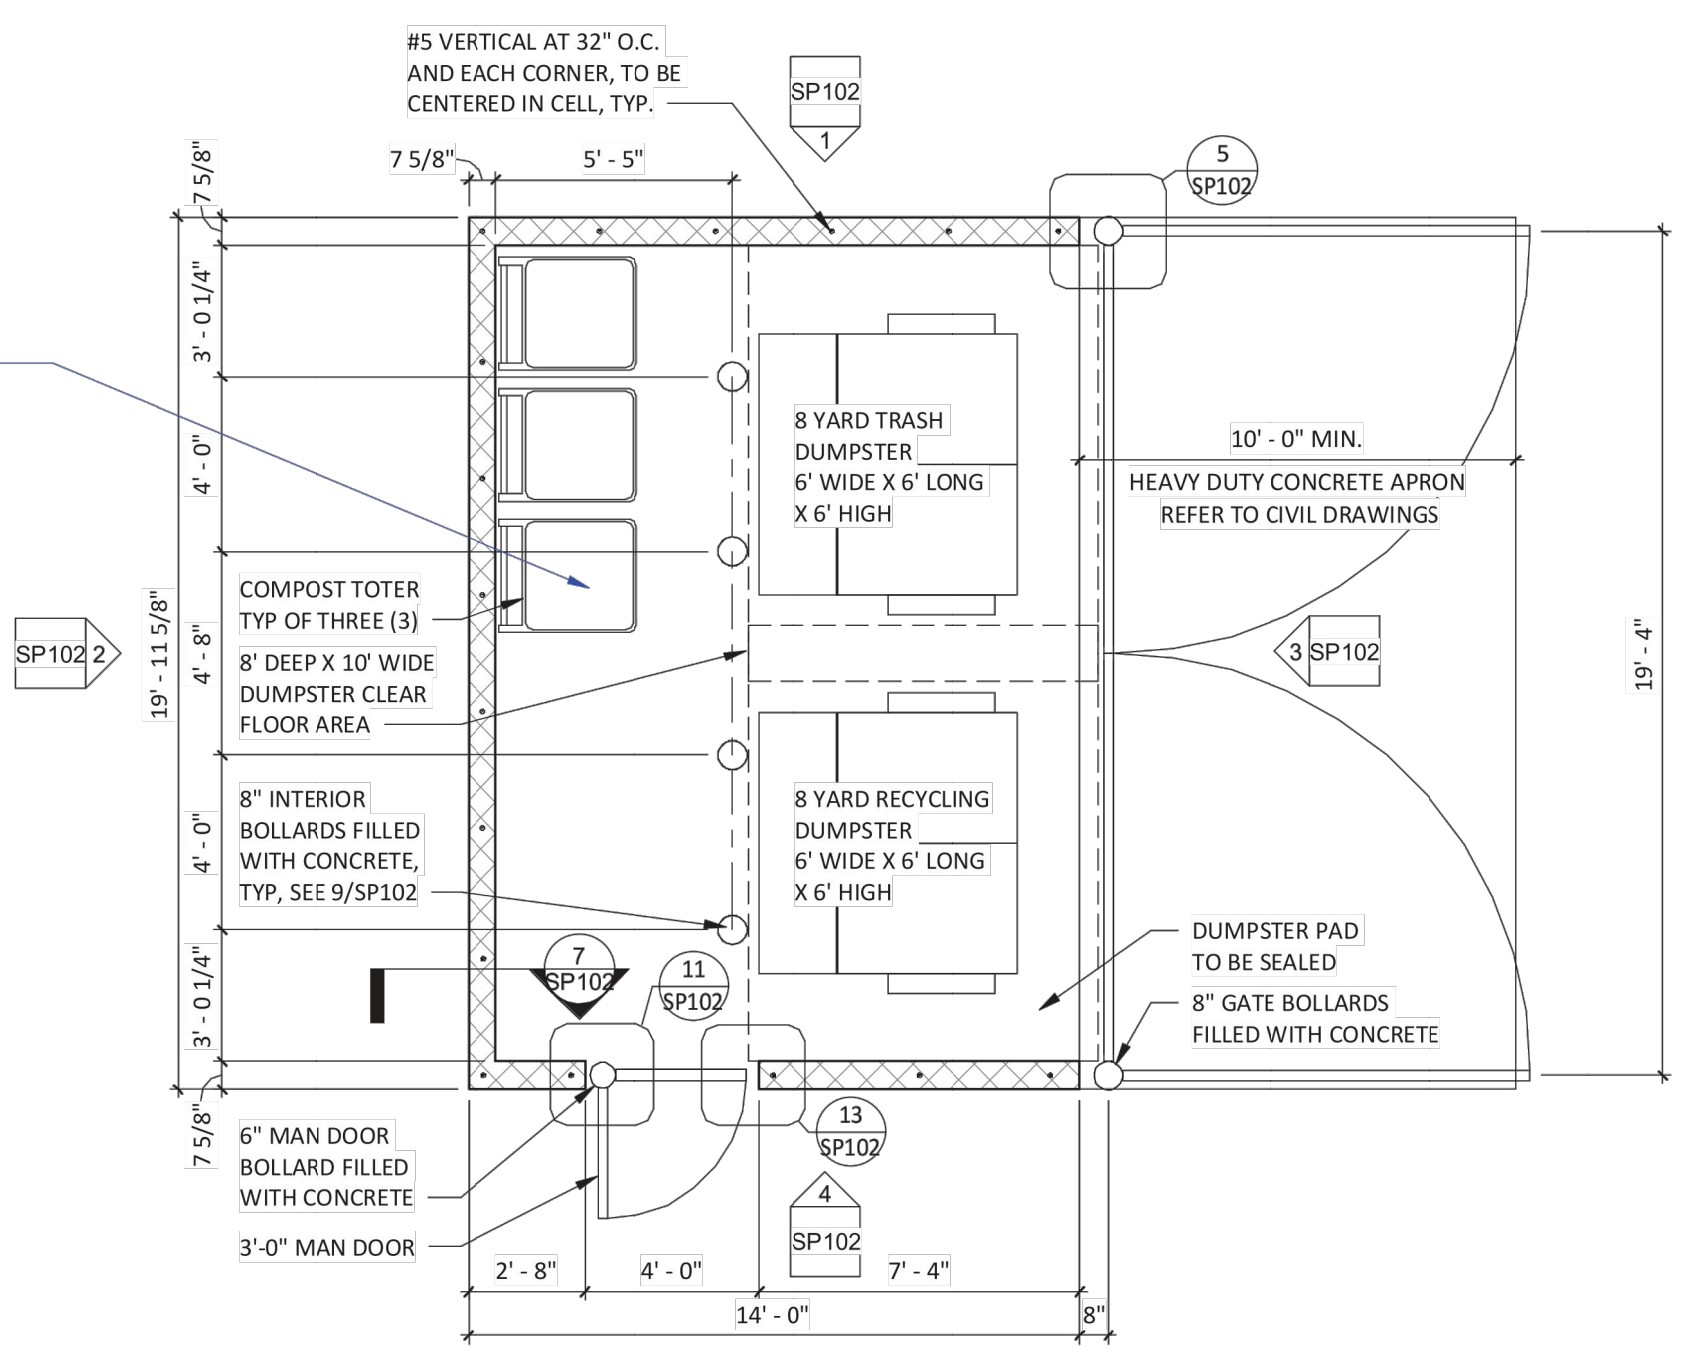 #5 VERTICAL AT 32" O.C.
AND EACH CORNER, TO BE
CENTERED IN CELL, TYP.
SP102
1
5
SP102
7 5/8"
7 5/8"
5' - 5"
3' - 0 1/4"
4' - 0"
4' - 8"
4' - 0"
3' - 0 1/4"
7 5/8"
19' - 11 5/8"
SP102 2
8 YARD TRASH
DUMPSTER
6' WIDE X 6' LONG
X 6' HIGH
10' - 0" MIN.
HEAVY DUTY CONCRETE APRON
REFER TO CIVIL DRAWINGS
COMPOST TOTER
TYP OF THREE (3)
8' DEEP X 10' WIDE
DUMPSTER CLEAR
FLOOR AREA
3 SP102
19' - 4"
8" INTERIOR
BOLLARDS FILLED
WITH CONCRETE,
TYP, SEE 9/SP102
8 YARD RECYCLING
DUMPSTER
6' WIDE X 6' LONG
X 6' HIGH
7
SP102
11
SP102
DUMPSTER PAD
TO BE SEALED
8" GATE BOLLARDS
FILLED WITH CONCRETE
13
SP102
6" MAN DOOR
BOLLARD FILLED
WITH CONCRETE
3'-0" MAN DOOR
4
SP102
2' - 8"
4' - 0"
7' - 4"
14' - 0"
8"